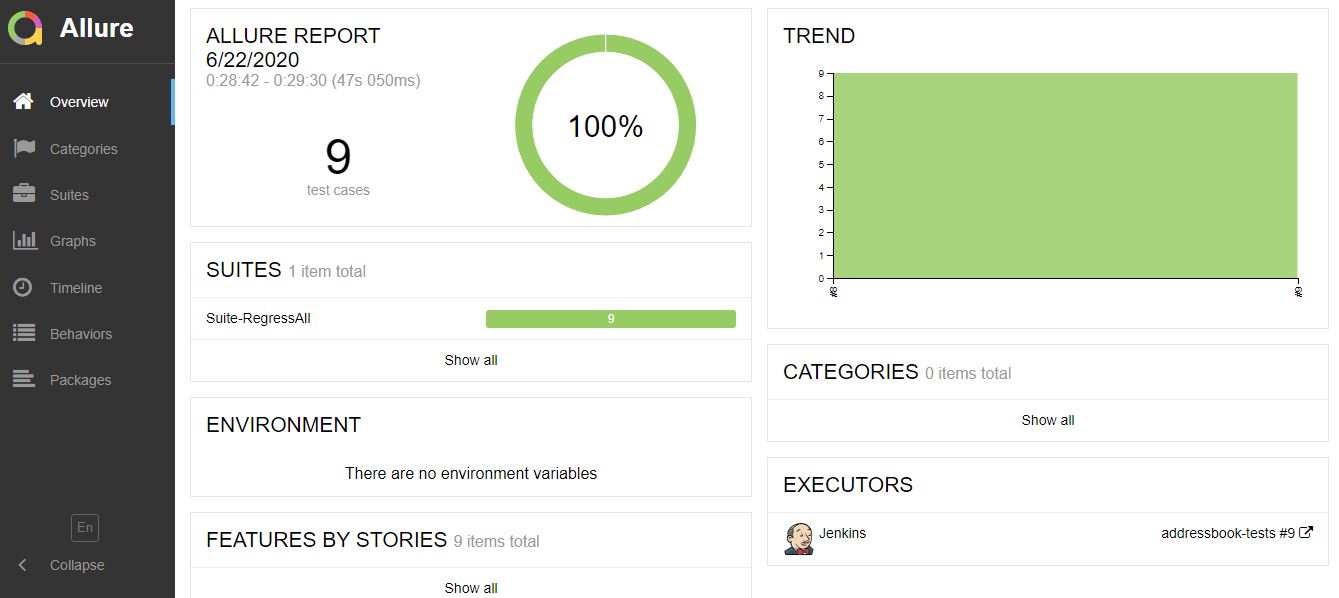 Allure
Overview
Categories
Suites
Graphs
Timeline
Behaviors
Packages
En
Collapse
ALLURE REPORT
6/22/2020
0:28:42 - 0:29:30 (47s 050ms)
9
test cases
100%
SUITES 1 item total
Suite-RegressAll 9
Show all
ENVIRONMENT
There are no environment variables
FEATURES BY STORIES 9 items total
Show all
TREND
9
8
7
6
5
4
3
2
1
0
#8 #9
CATEGORIES 0 items total
Show all
EXECUTORS
Jenkins addressbook-tests #9